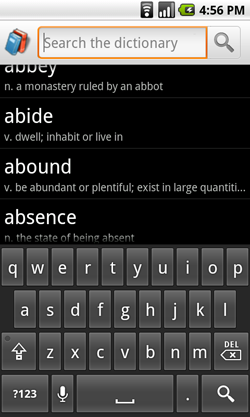 4:56 PM
Search the dictionary
abbey
n. a monastery ruled by an abbot
abide
v. dwell; inhabit or live in
abound
v. be abundant or plentiful; exist in large quantiti...
absence
n. the state of being absent
q w e r t y u i o p
a s d f g h j k l
z x c v b n m DEL
?123 .